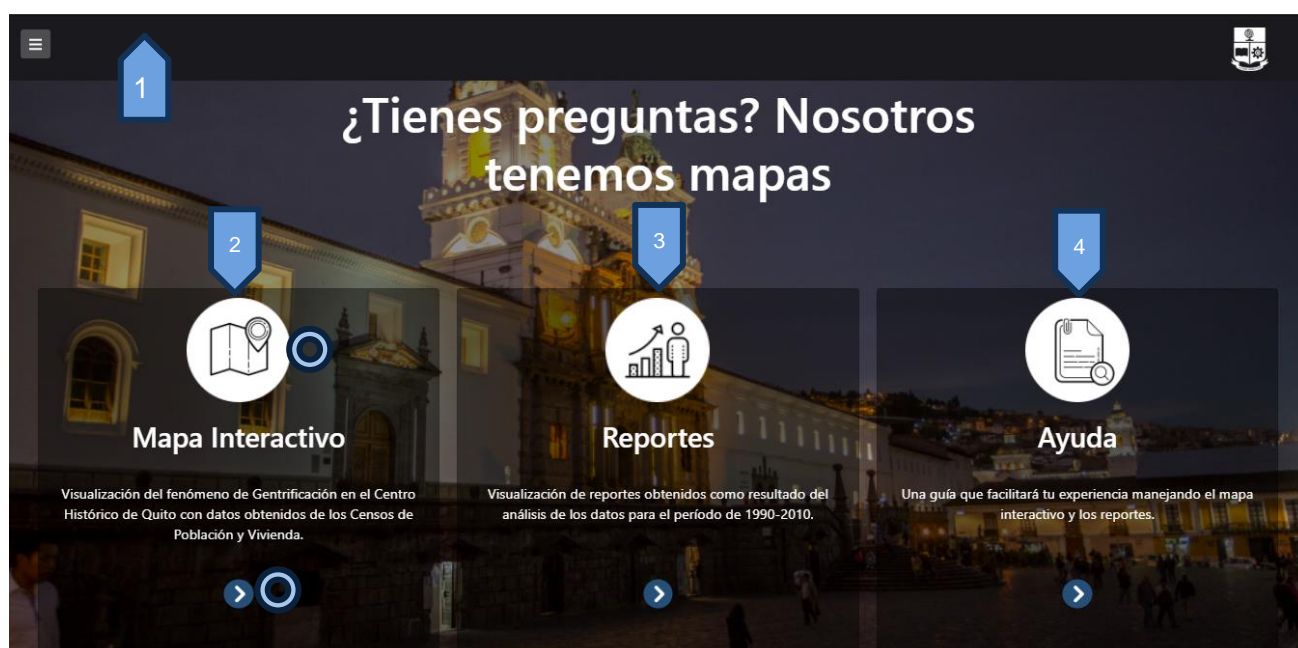 1
¿Tienes preguntas? Nosotros
tenemos mapas
2
3
4
Mapa Interactivo
Visualización del fenómeno de Gentrificación en el Centro
Histórico de Quito con datos obtenidos de los Censos de
Población y Vivienda.
Reportes
Visualización de reportes obtenidos como resultado del
análisis de los datos para el período de 1990-2010.
Ayuda
Una guía que facilitará tu experiencia manejando el mapa
interactivo y los reportes.